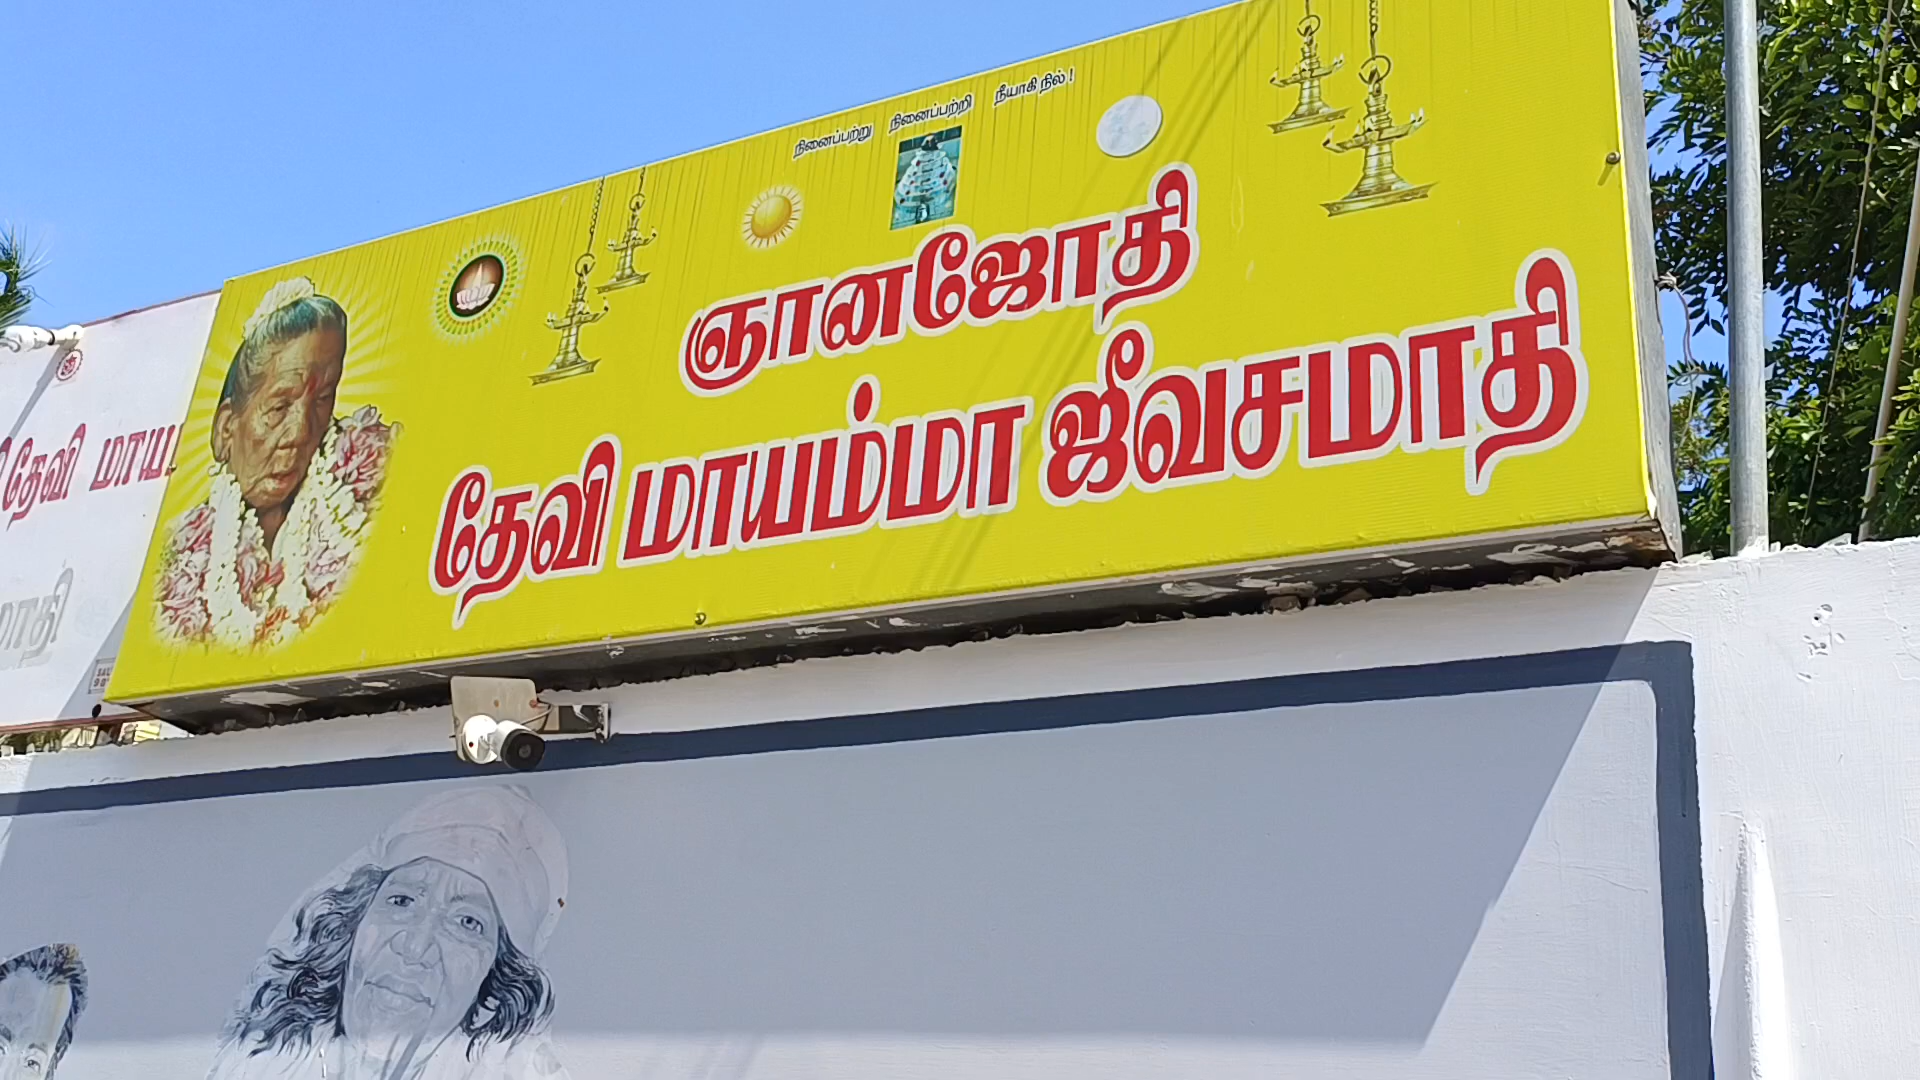 நினைப்பற்று நினைப்பற்றி நீயாகி நில் !
ஞானஜோதி
தேவி மாயம்மா ஜீவசமாதி
தேவி